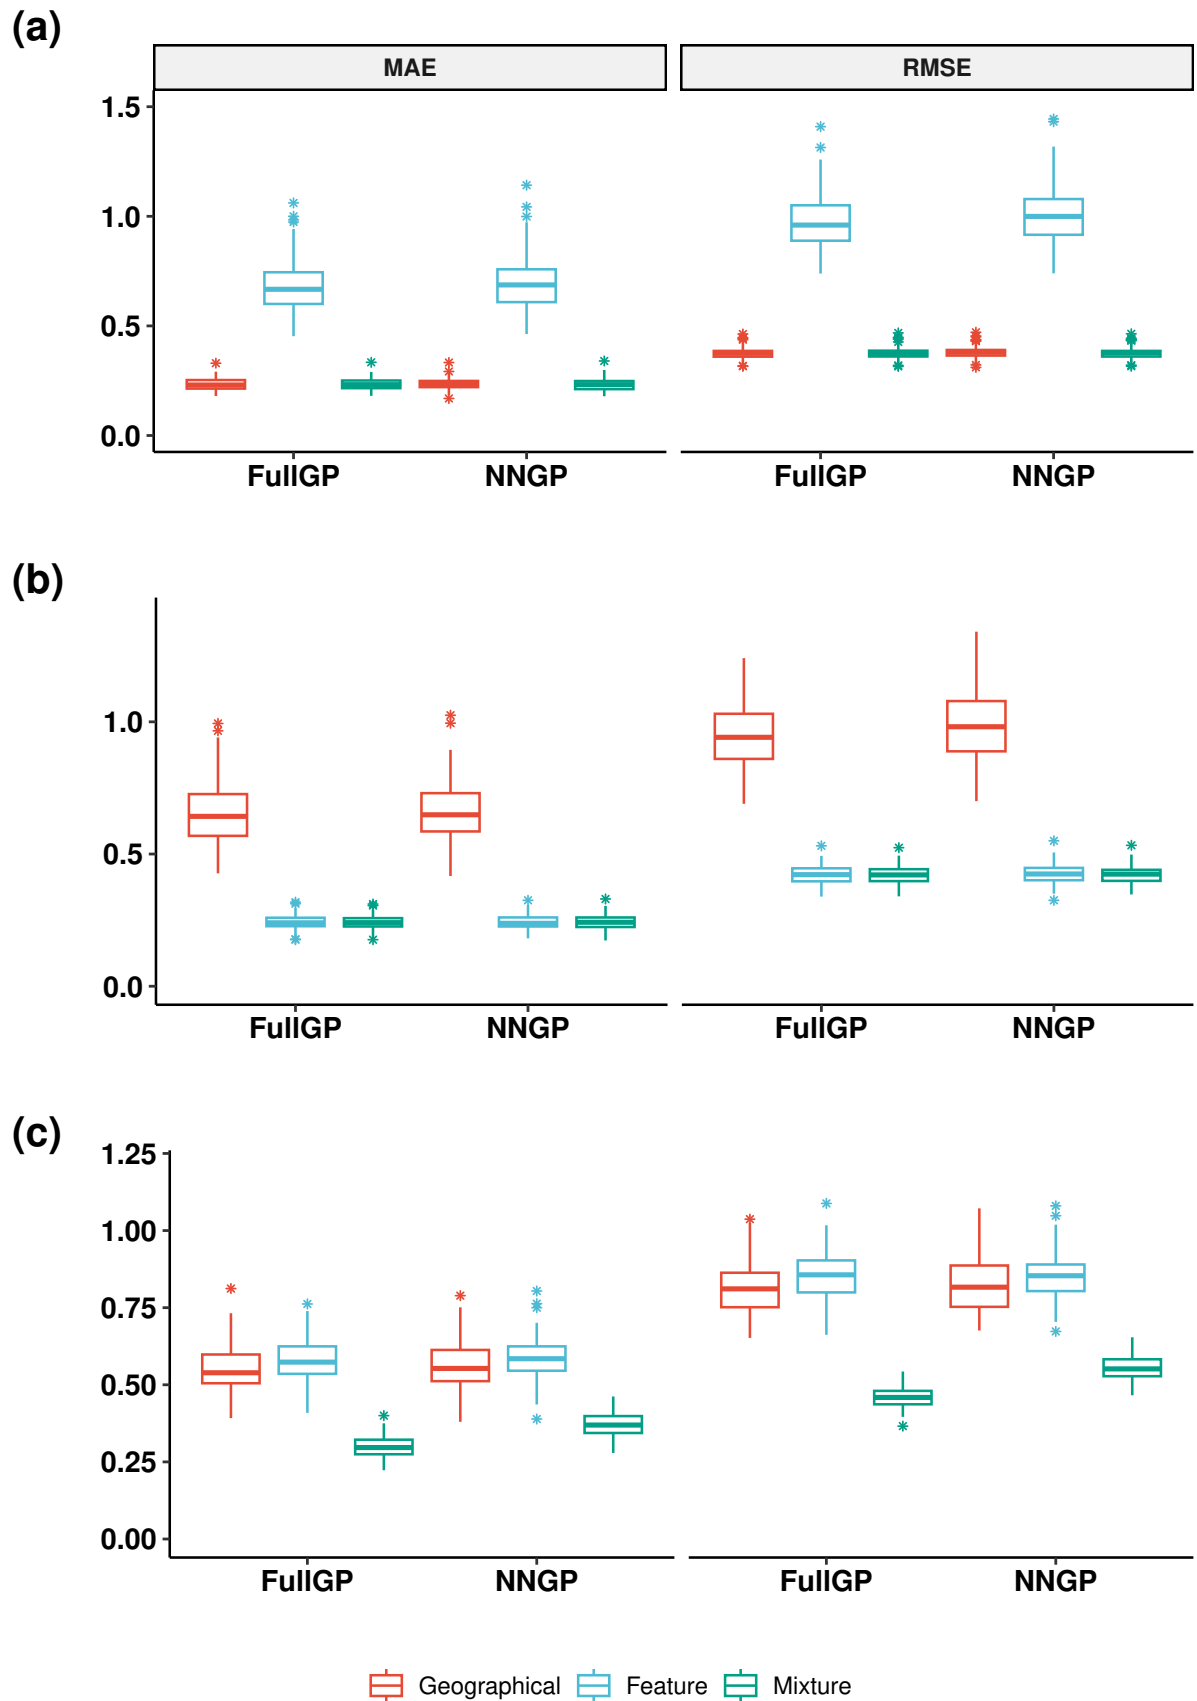 (a)
MAE RMSE
1.5
1.0
0.5
0.0
FullGP NNGP FullGP NNGP
(b)
1.0
0.5
0.0
FullGP NNGP FullGP NNGP
(c)
1.25
1.00
0.75
0.50
0.25
0.00
FullGP NNGP FullGP NNGP
Geographical Feature Mixture